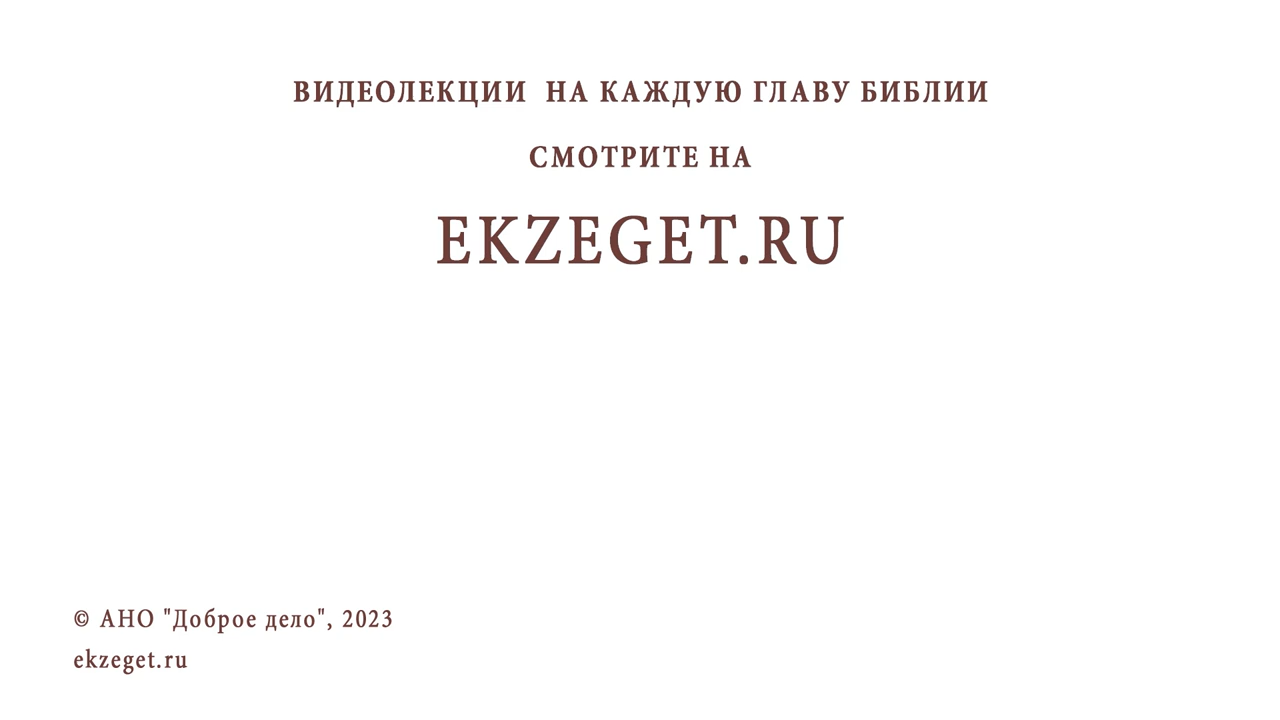 ВИДЕОЛЕКЦИИ НА КАЖДУЮ ГЛАВУ БИБЛИИ
СМОТРИТЕ НА
EKZEGET.RU
© АНО "Доброе дело", 2023
ekzeget.ru